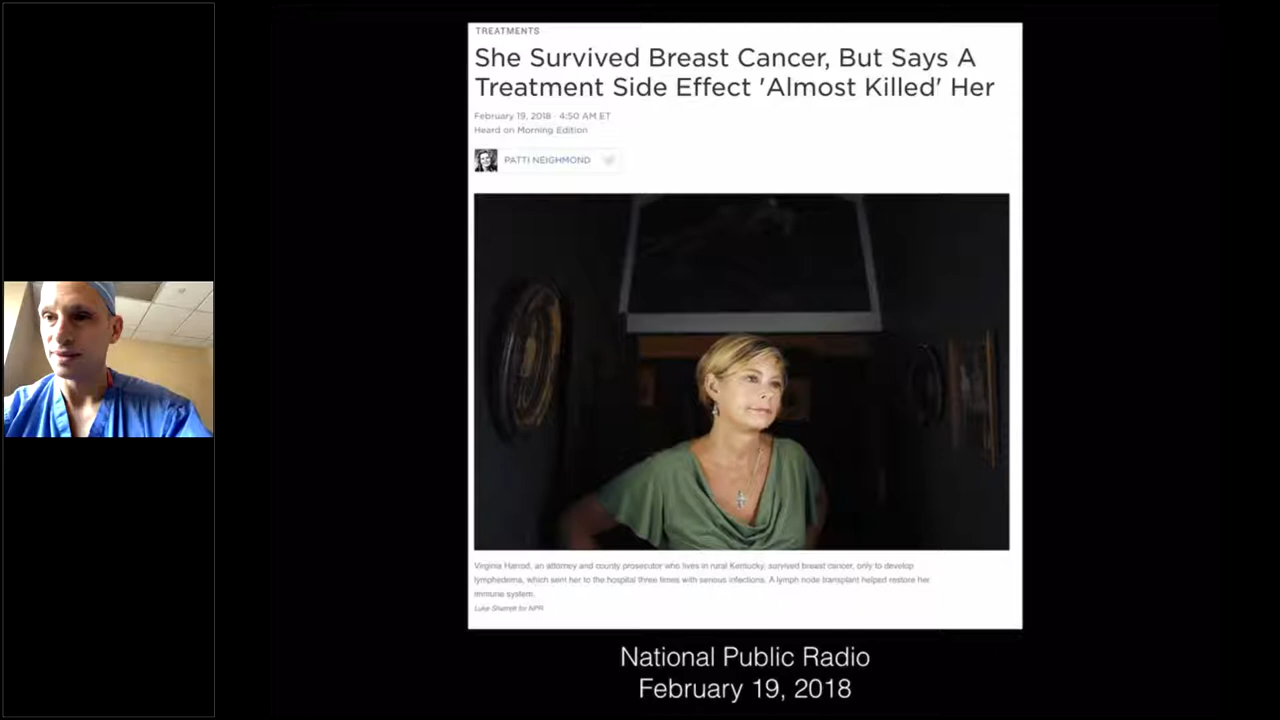 TREATMENTS
She Survived Breast Cancer, But Says A
Treatment Side Effect 'Almost Killed' Her
February 19, 2018 · 4:50 AM ET
Heard on Morning Edition
PATTI NEIGHMOND
Virginia Harrod, an attorney and county prosecutor who lives in rural Kentucky, survived breast cancer, only to develop
lymphedema, which sent her to the hospital three times with serious infections. A lymph node transplant helped restore her
immune system.
Luke Sharrett for NPR
National Public Radio
February 19, 2018